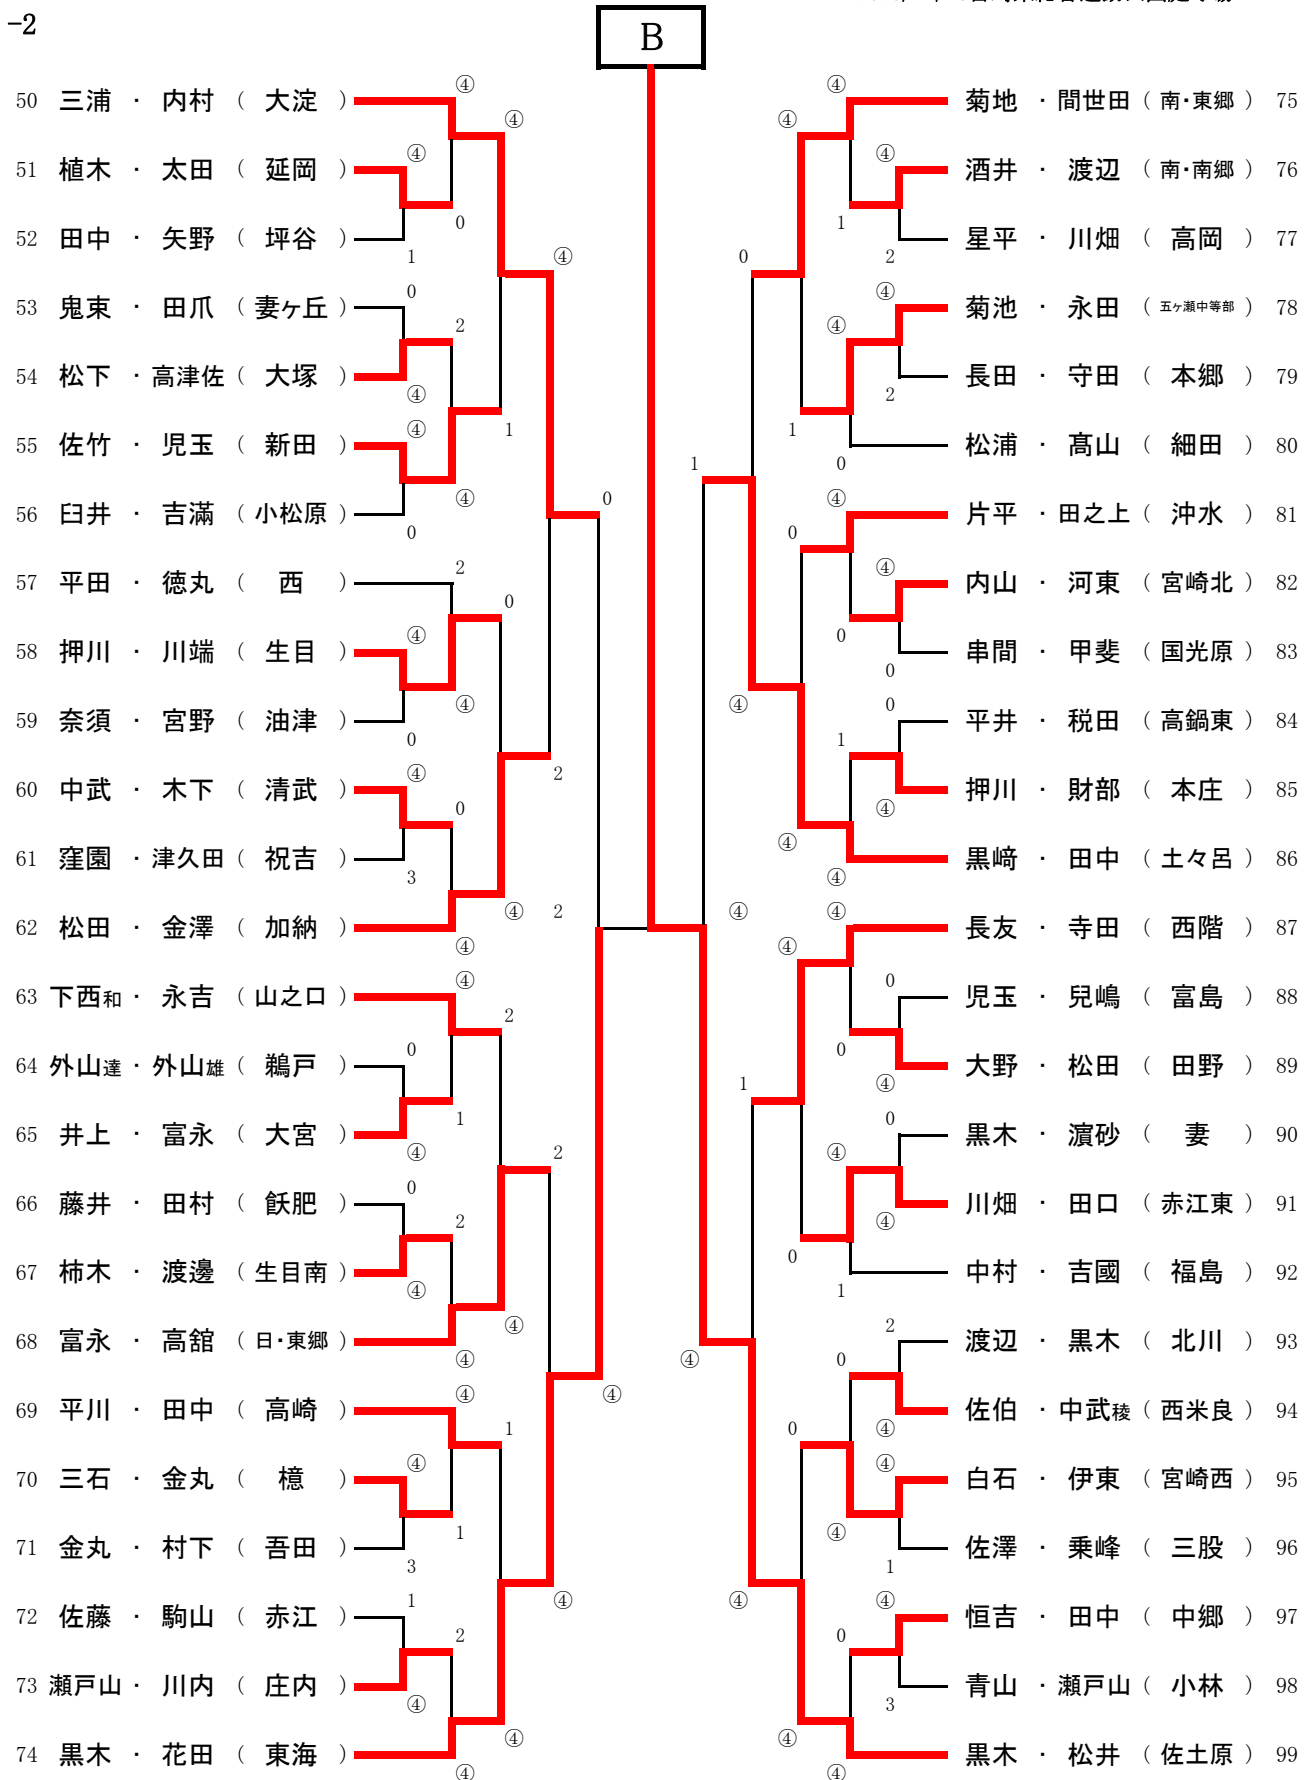 -2
B
50 三浦 ・ 内村 ( 大淀 )
51 植木 ・ 太田 ( 延岡 )
52 田中 ・ 矢野 ( 坪谷 )
53 鬼束 ・ 田爪 ( 妻ヶ丘 )
54 松下 ・ 高津佐 ( 大塚 )
55 佐竹 ・ 児玉 ( 新田 )
56 臼井 ・ 吉滿 ( 小松原 )
57 平田 ・ 徳丸 ( 西 )
58 押川 ・ 川端 ( 生目 )
59 奈須 ・ 宮野 ( 油津 )
60 中武 ・ 木下 ( 清武 )
61 窪園 ・ 津久田 ( 祝吉 )
62 松田 ・ 金澤 ( 加納 )
63 下西和 ・ 永吉 ( 山之口 )
64 外山達 ・ 外山雄 ( 鵜戸 )
65 井上 ・ 富永 ( 大宮 )
66 藤井 ・ 田村 ( 飫肥 )
67 柿木 ・ 渡邊 ( 生目南 )
68 富永 ・ 高舘 ( 日・東郷 )
69 平川 ・ 田中 ( 高崎 )
70 三石 ・ 金丸 ( 檍 )
71 金丸 ・ 村下 ( 吾田 )
72 佐藤 ・ 駒山 ( 赤江 )
73 瀬戸山 ・ 川内 ( 庄内 )
74 黒木 ・ 花田 ( 東海 )
菊地 ・ 間世田 ( 南・東郷 ) 75
酒井 ・ 渡辺 ( 南・南郷 ) 76
星平 ・ 川畑 ( 高岡 ) 77
菊池 ・ 永田 ( 五ヶ瀬中等部 ) 78
長田 ・ 守田 ( 本郷 ) 79
松浦 ・ 髙山 ( 細田 ) 80
片平 ・ 田之上 ( 沖水 ) 81
内山 ・ 河東 ( 宮崎北 ) 82
串間 ・ 甲斐 ( 国光原 ) 83
平井 ・ 税田 ( 高鍋東 ) 84
押川 ・ 財部 ( 本庄 ) 85
黒﨑 ・ 田中 ( 土々呂 ) 86
長友 ・ 寺田 ( 西階 ) 87
児玉 ・ 兒嶋 ( 富島 ) 88
大野 ・ 松田 ( 田野 ) 89
黒木 ・ 濵砂 ( 妻 ) 90
川畑 ・ 田口 ( 赤江東 ) 91
中村 ・ 吉國 ( 福島 ) 92
渡辺 ・ 黒木 ( 北川 ) 93
佐伯 ・ 中武稜 ( 西米良 ) 94
白石 ・ 伊東 ( 宮崎西 ) 95
佐澤 ・ 乗峰 ( 三股 ) 96
恒吉 ・ 田中 ( 中郷 ) 97
青山 ・ 瀬戸山 ( 小林 ) 98
黒木 ・ 松井 ( 佐土原 ) 99